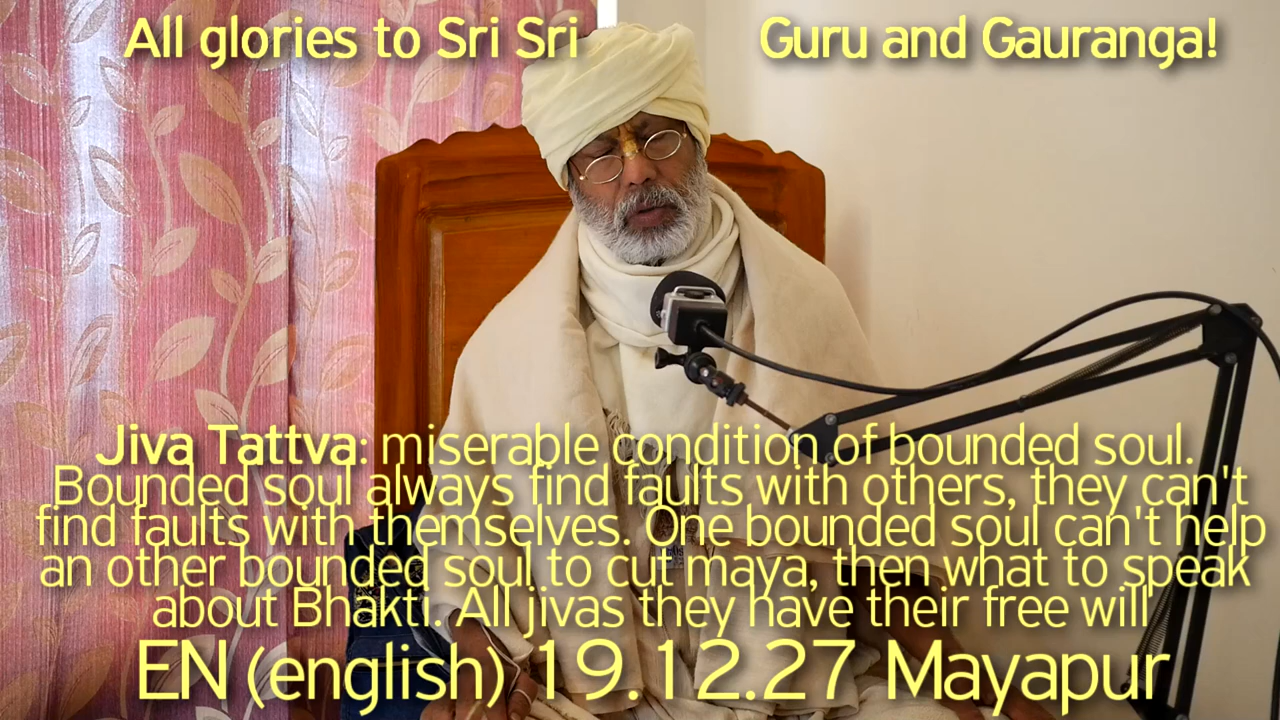 All glories to Sri Sri Guru and Gauranga!
Jiva Tattva: miserable condition of bounded soul.
Bounded soul always find faults with others, they can't
find faults with themselves. One bounded soul can't help
an other bounded soul to cut maya, then what to speak
about Bhakti. All jivas they have their free will
EN (english) 19.12.27 Mayapur